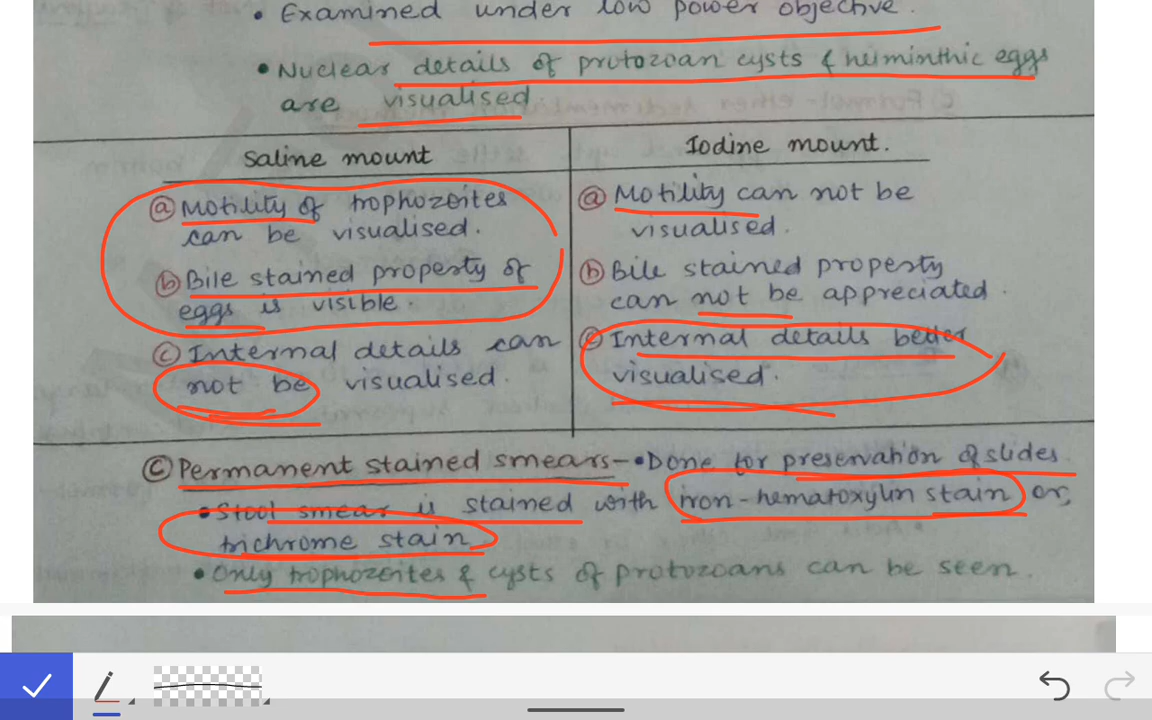 • Examined under low power objective.
• Nuclear details of protozoan cysts & helminthic eggs
are visualised
Saline mount
Iodine mount.
ⓐ Motility of trophozoites
can be visualised.
ⓑ Bile stained property of
eggs is visible.
ⓒ Internal details can
not be visualised.
ⓐ Motility can not be
visualised.
ⓑ Bile stained property
can not be appreciated.
ⓒ Internal details better
visualised.
ⓒ Permanent stained smears- • Done for preservation of slides
• Stool smear is stained with iron-hematoxylin stain or,
trichrome stain
• Only trophozoites & cysts of protozoans can be seen.